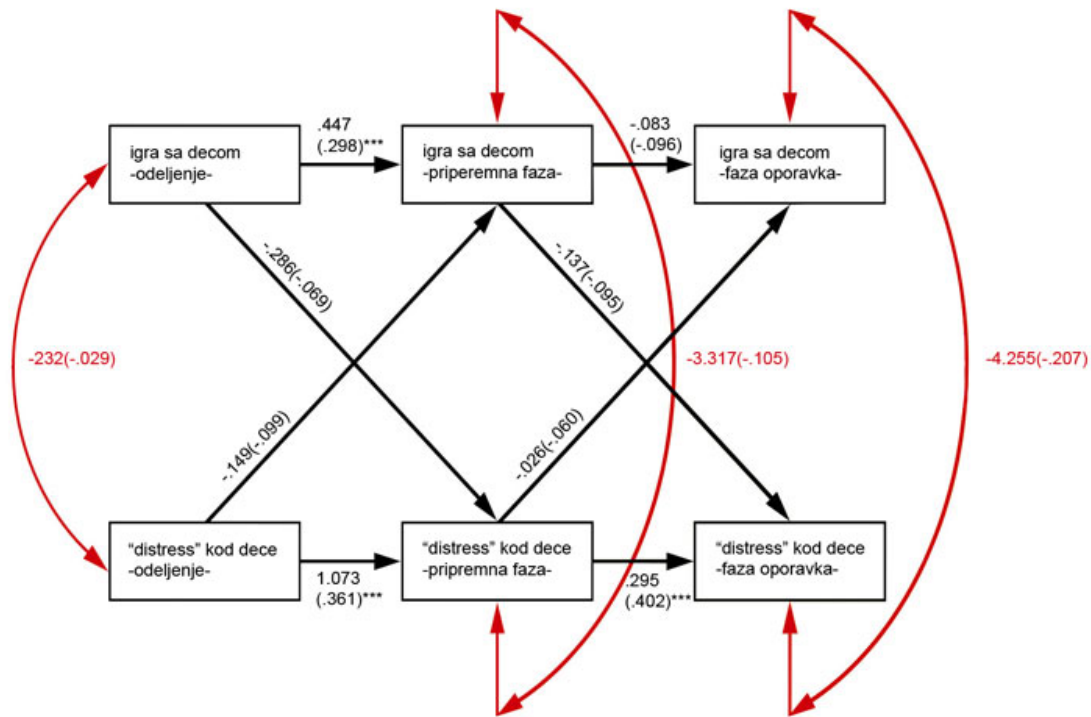 igra sa decom
-odeljenje-
.447
(.298)***
igra sa decom
-priperemna faza-
-.083
(-.096)
igra sa decom
-faza oporavka-
-.286(-.069)
-.137(-.095)
-232(-.029)
-3.317(-.105)
-4.255(-.207)
-.149(-.099)
-.026(-.060)
“distress” kod dece
-odeljenje-
1.073
(.361)***
“distress” kod dece
-pripremna faza-
.295
(.402)***
“distress” kod dece
-faza oporavka-